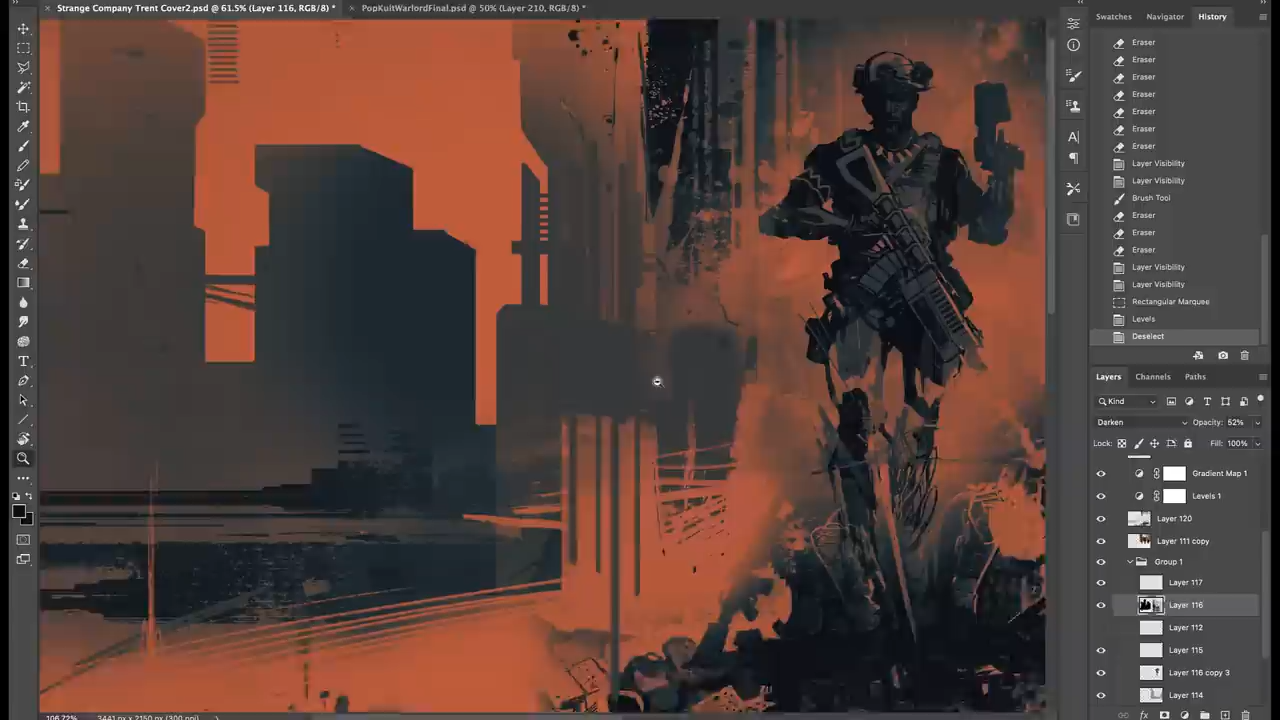 Strange Company Trent Cover2.psd @ 61.5% (Layer 116, RGB/8) *
PopKultWarlordFinal.psd @ 50% (Layer 210, RGB/8) *
Swatches Navigator History
Eraser
Eraser
Eraser
Eraser
Eraser
Eraser
Eraser
Layer Visibility
Layer Visibility
Brush Tool
Eraser
Eraser
Eraser
Layer Visibility
Layer Visibility
Rectangular Marquee
Levels
Deselect
Layers Channels Paths
Kind
Darken Opacity: 52%
Lock: Fill: 100%
Gradient Map 1
Levels 1
Layer 120
Layer 111 copy
Group 1
Layer 117
Layer 116
Layer 112
Layer 115
Layer 116 copy 3
Layer 114
106.72% 3441 px x 2150 px (300 ppi)